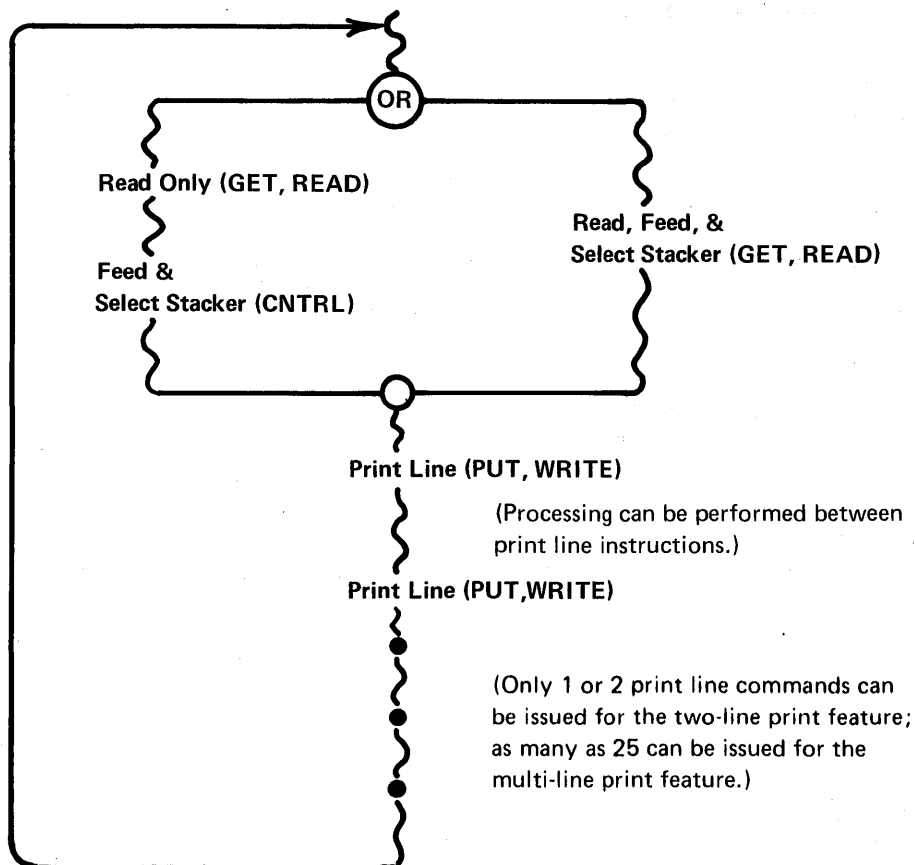 OR
Read Only (GET, READ)
Feed &
Select Stacker (CNTRL)
Read, Feed, &
Select Stacker (GET, READ)
Print Line (PUT, WRITE)
(Processing can be performed between
print line instructions.)
Print Line (PUT,WRITE)
(Only 1 or 2 print line commands can
be issued for the two-line print feature;
as many as 25 can be issued for the
multi-line print feature.)